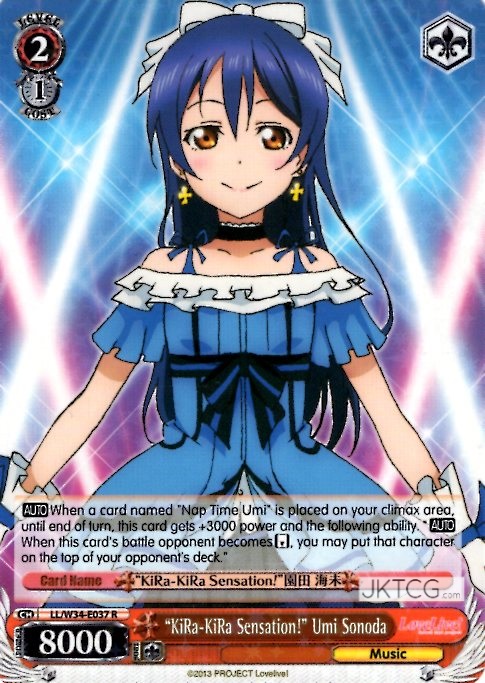 LEVEL
2
1
COST
AUTO When a card named "Nap Time Umi" is placed on your climax area,
until end of turn, this card gets +3000 power and the following ability. "AUTO
When this card's battle opponent becomes [ ], you may put that character
on the top of your opponent's deck."
Card Name
"KiRa-KiRa Sensation!"園田 海未
JKTCG.com
CH
LL/W34-E037 R
"KiRa-KiRa Sensation!" Umi Sonoda
LoveLive!
POWER
8000
Music
©2013 PROJECT Lovelive!